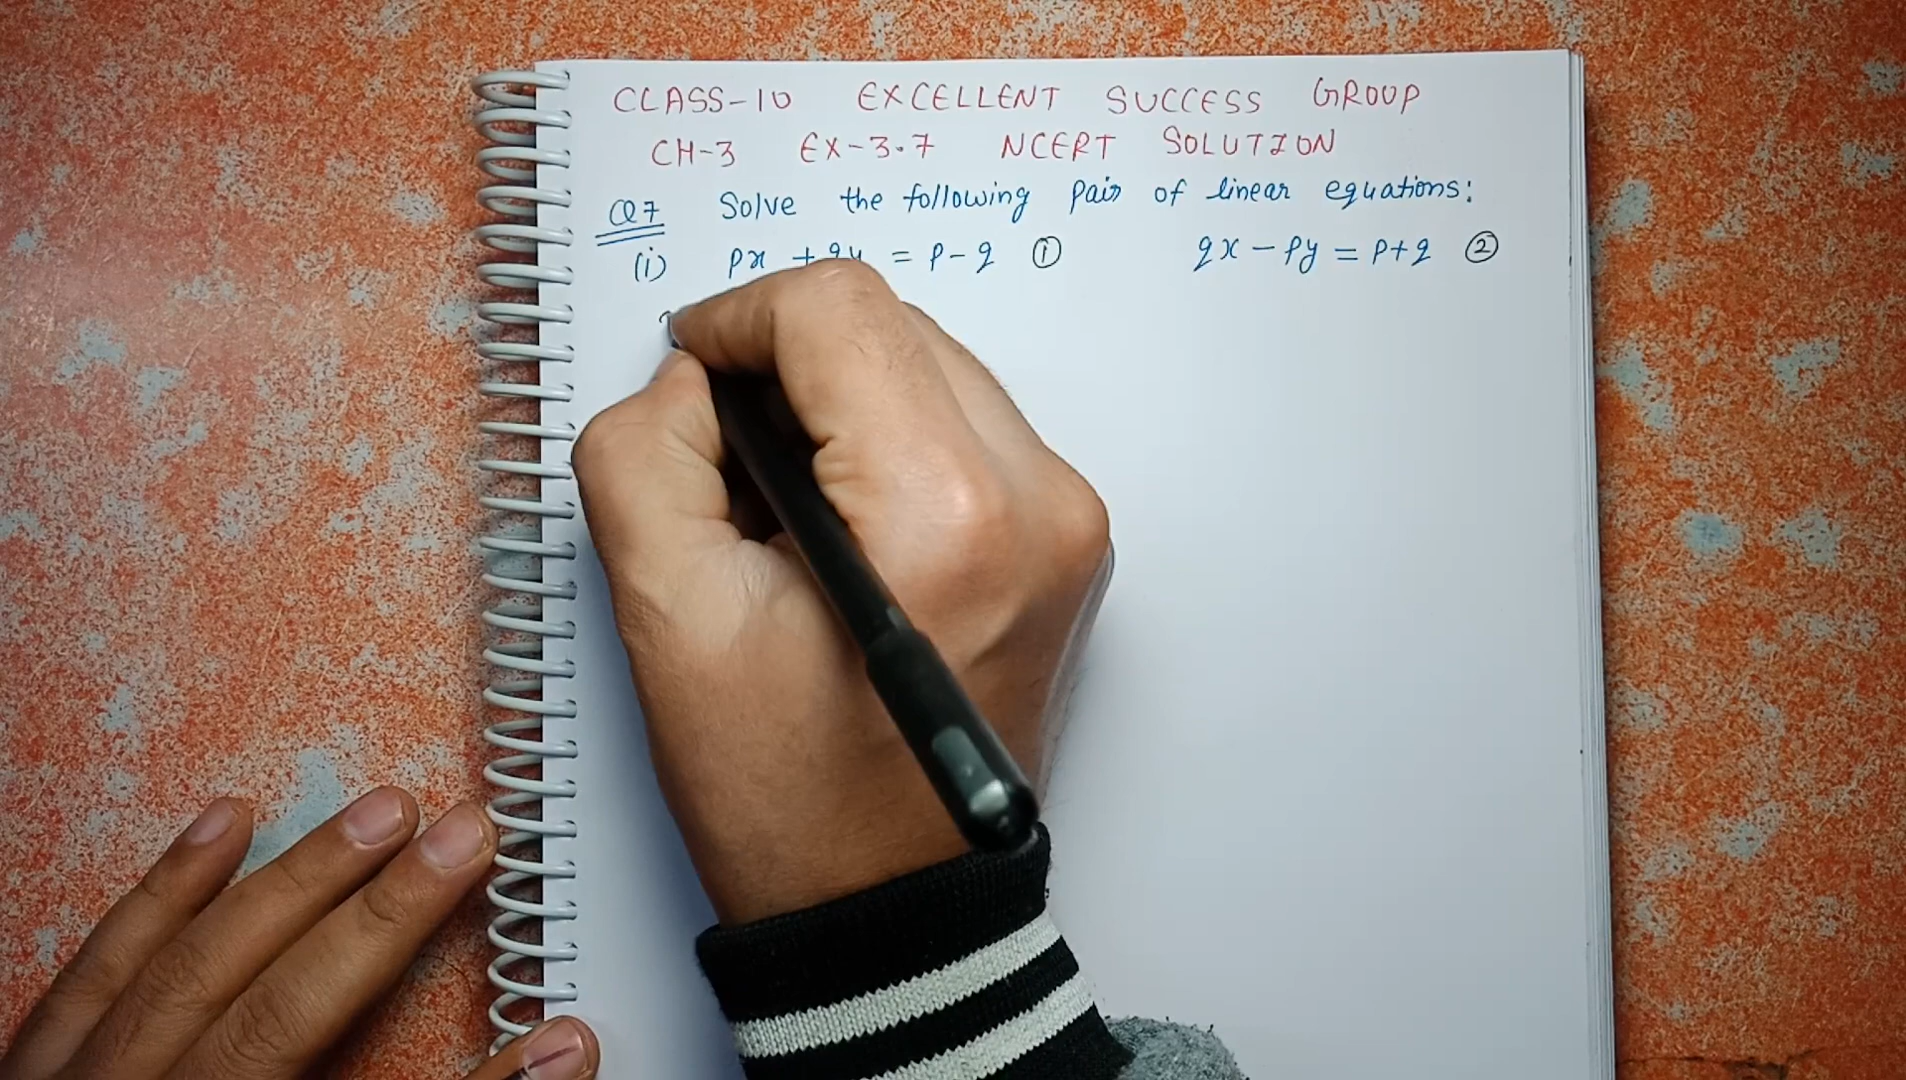 CLASS-10 EXCELLENT SUCCESS GROUP
CH-3 EX-3.7 NCERT SOLUTION
Q7 Solve the following pair of linear equations:
(i) px + qy = p - q ① qx - py = p + q ②